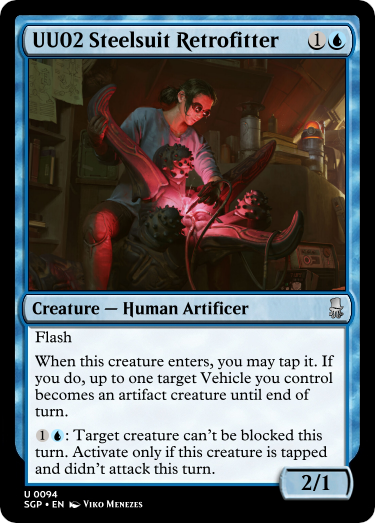 UU02 Steelsuit Retrofitter
1
Creature — Human Artificer
Flash
When this creature enters, you may tap it. If
you do, up to one target Vehicle you control
becomes an artifact creature until end of
turn.
1 : Target creature can't be blocked this
turn. Activate only if this creature is tapped
and didn't attack this turn.
2/1
U 0094
SGP • EN Viko Menezes